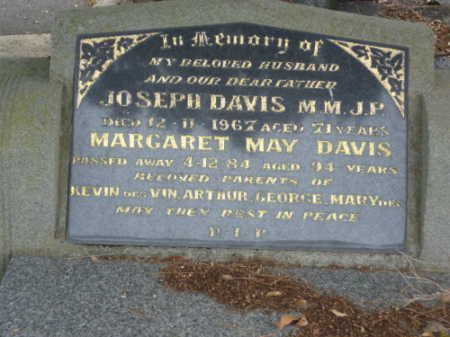 In Memory of
MY BELOVED HUSBAND
AND OUR DEAR FATHER
JOSEPH DAVIS M.M. J.P.
DIED 12-11-1967 AGED 71 YEARS
MARGARET MAY DAVIS
PASSED AWAY 4-12-84 AGED 94 YEARS
BELOVED PARENTS OF
KEVIN DEC VIN, ARTHUR, GEORGE, MARY DEC
MAY THEY REST IN PEACE
R.I.P.